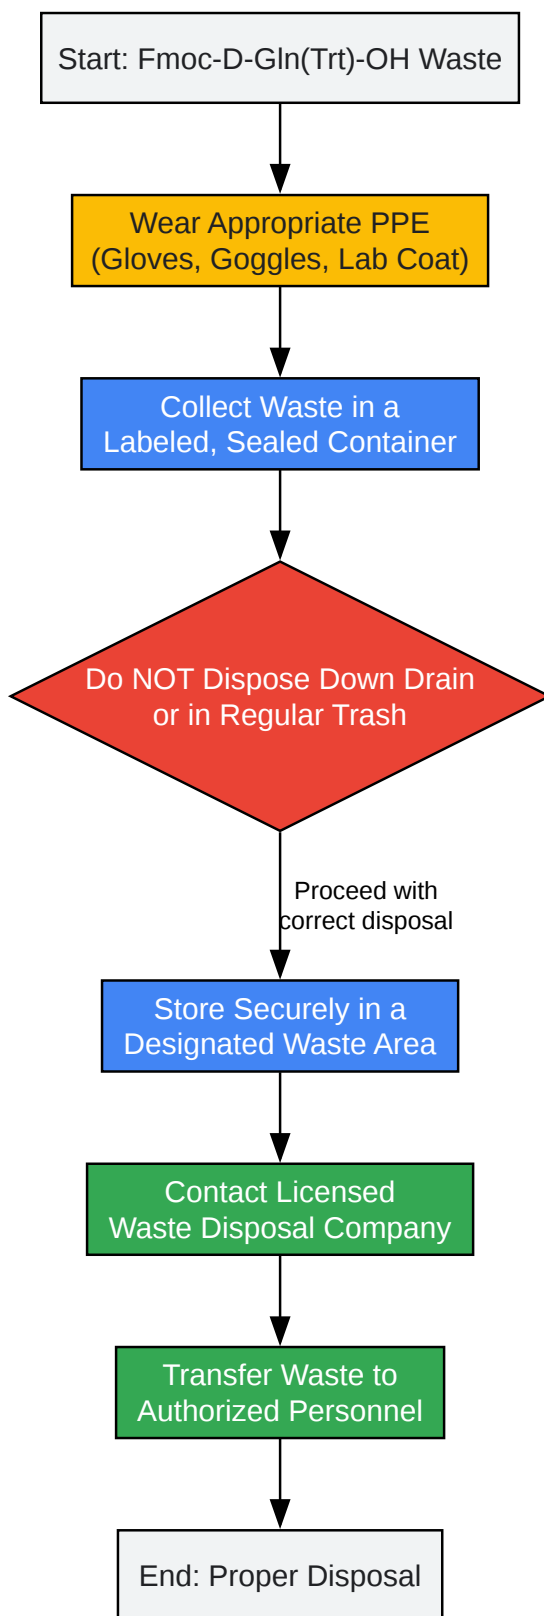 Start: Fmoc-D-Gln(Trt)-OH Waste
Wear Appropriate PPE
(Gloves, Goggles, Lab Coat)
Collect Waste in a
Labeled, Sealed Container
Do NOT Dispose Down Drain
or in Regular Trash
Proceed with
correct disposal
Store Securely in a
Designated Waste Area
Contact Licensed
Waste Disposal Company
Transfer Waste to
Authorized Personnel
End: Proper Disposal